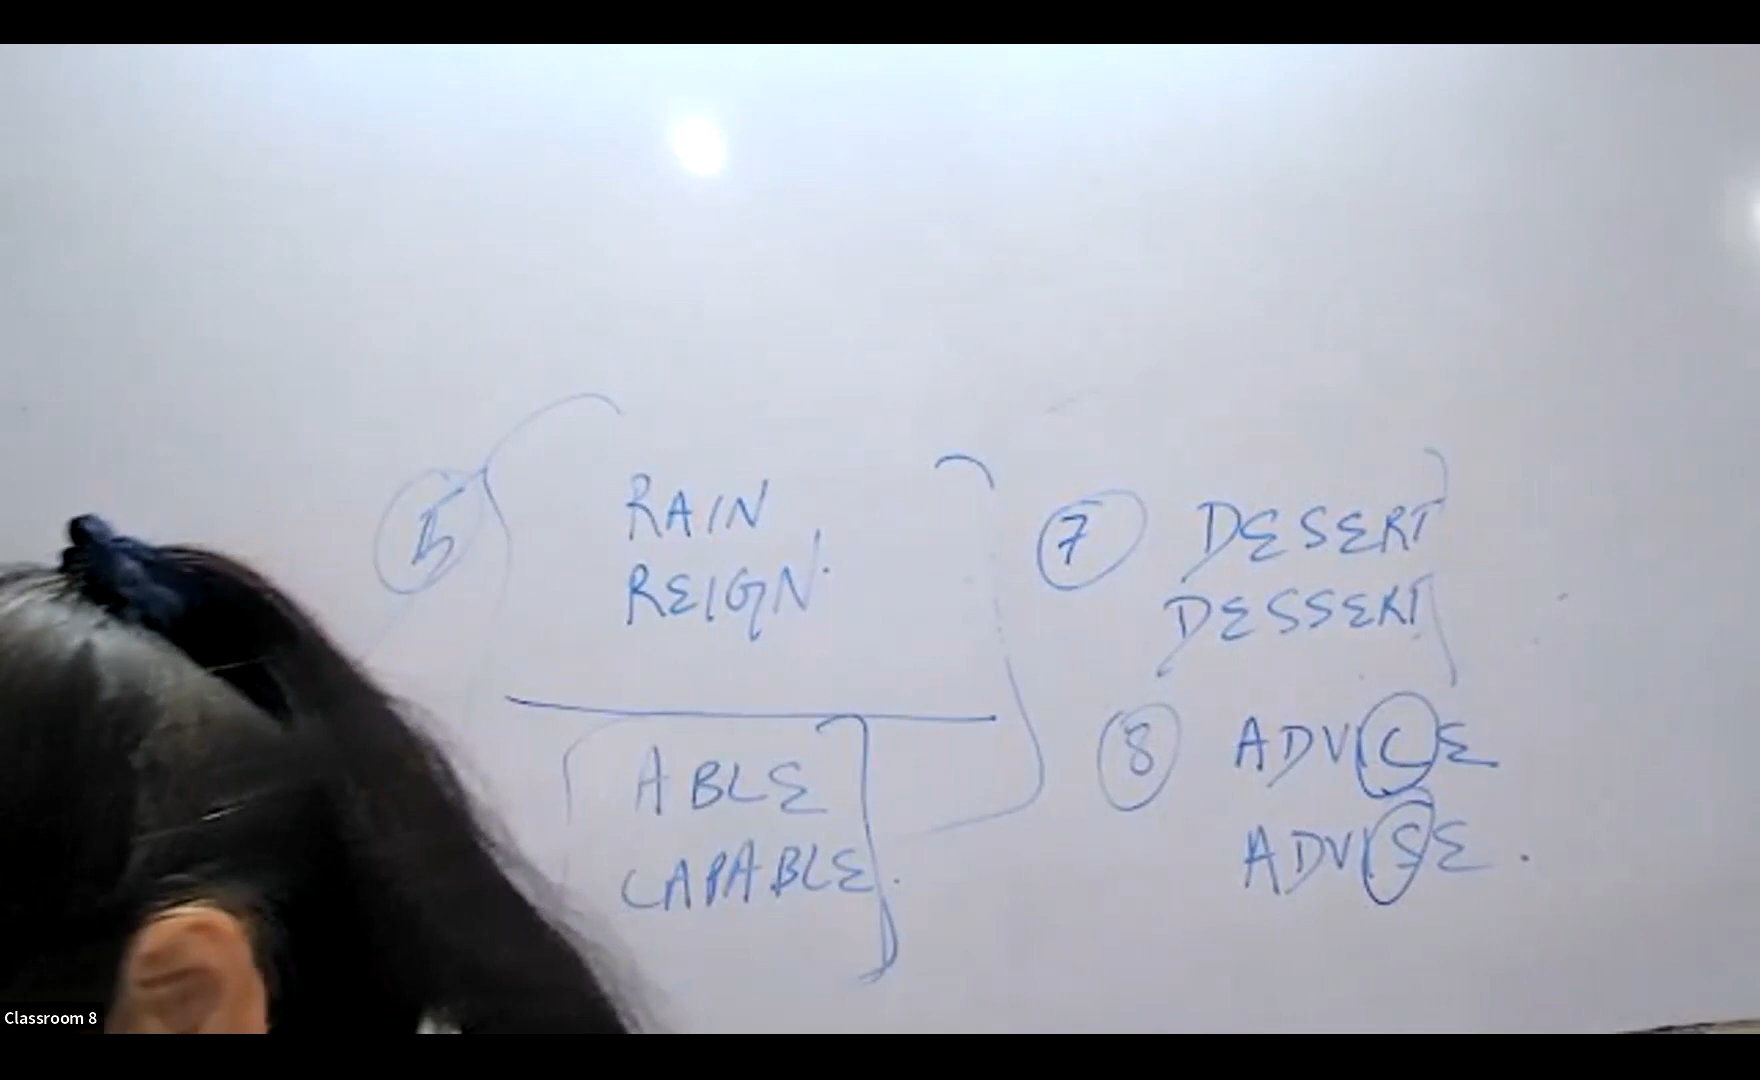 5
RAIN
REIGN.
ABLE
CAPABLE.
7 DESERT
DESSERT
8 ADVICE
ADVISE.
Classroom 8